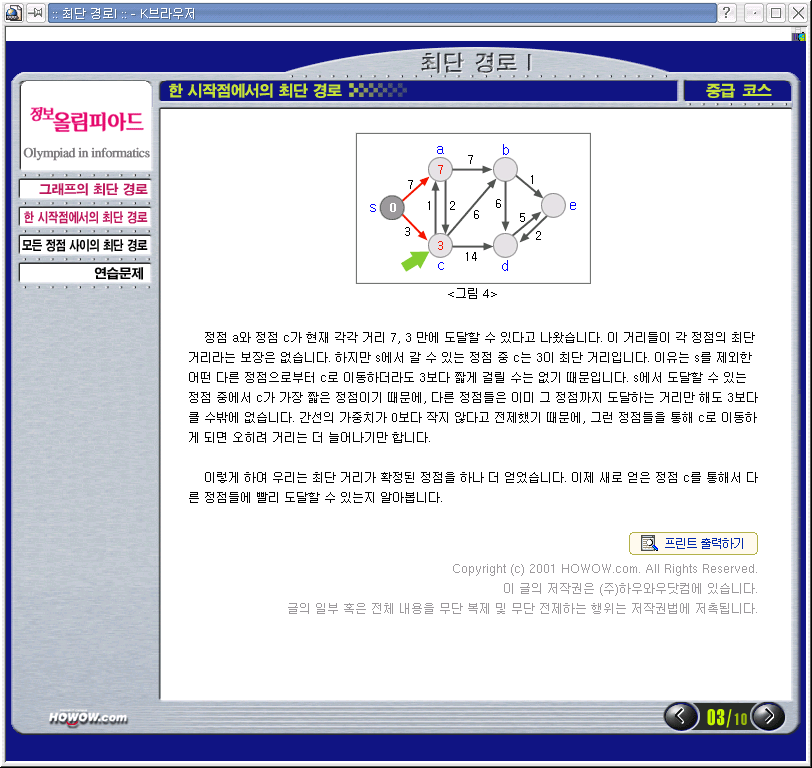 :: 최단 경로I :: - K브라우저
최단 경로 I
한 시작점에서의 최단 경로
중급 코스
정보올림피아드
Olympiad in informatics
그래프의 최단 경로
한 시작점에서의 최단 경로
모든 정점 사이의 최단 경로
연습문제
a
b
7
7
7
1
s
0
1
2
6
6
e
5
3
2
3
14
c
d
<그림 4>
정점 a와 정점 c가 현재 각각 거리 7, 3 만에 도달할 수 있다고 나왔습니다. 이 거리들이 각 정점의 최단
거리라는 보장은 없습니다. 하지만 s에서 갈 수 있는 정점 중 c는 3이 최단 거리입니다. 이유는 s를 제외한
어떤 다른 정점으로부터 c로 이동하더라도 3보다 짧게 걸릴 수는 없기 때문입니다. s에서 도달할 수 있는
정점 중에서 c가 가장 짧은 정점이기 때문에, 다른 정점들은 이미 그 정점까지 도달하는 거리만 해도 3보다
클 수밖에 없습니다. 간선의 가중치가 0보다 작지 않다고 전제했기 때문에, 그런 정점들을 통해 c로 이동하
게 되면 오히려 거리는 더 늘어나기만 합니다.
이렇게 하여 우리는 최단 거리가 확정된 정점을 하나 더 얻었습니다. 이제 새로 얻은 정점 c를 통해서 다
른 정점들에 빨리 도달할 수 있는지 알아봅니다.
프린트 출력하기
Copyright (c) 2001 HOWOW.com. All Rights Reserved.
이 글의 저작권은 (주)하우와우닷컴에 있습니다.
글의 일부 혹은 전체 내용을 무단 복제 및 무단 전제하는 행위는 저작권법에 저촉됩니다.
HOWOW.com
03/10